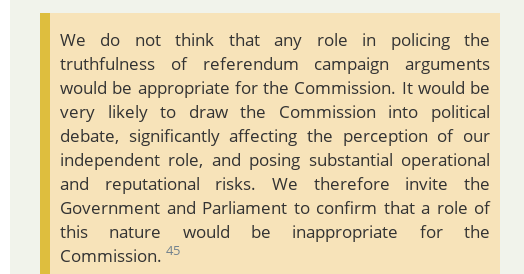 We do not think that any role in policing the
truthfulness of referendum campaign arguments
would be appropriate for the Commission. It would be
very likely to draw the Commission into political
debate, significantly affecting the perception of our
independent role, and posing substantial operational
and reputational risks. We therefore invite the
Government and Parliament to confirm that a role of
this nature would be inappropriate for the
Commission. 45